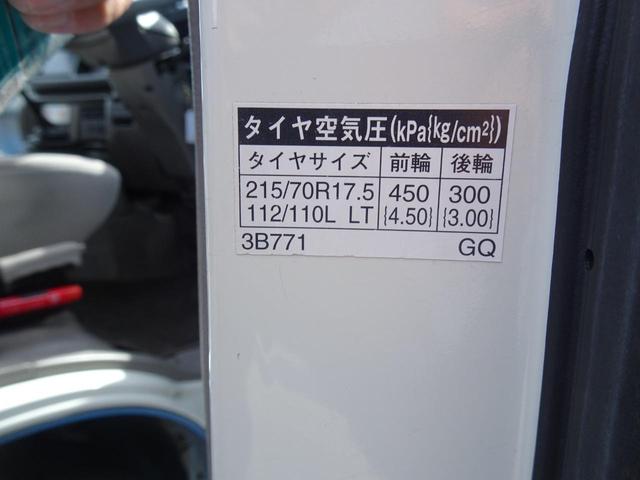 タイヤ空気圧(kPa{kg/cm²})
タイヤサイズ 前輪 後輪
215/70R17.5 450 300
112/110L LT {4.50} {3.00}
3B771 GQ